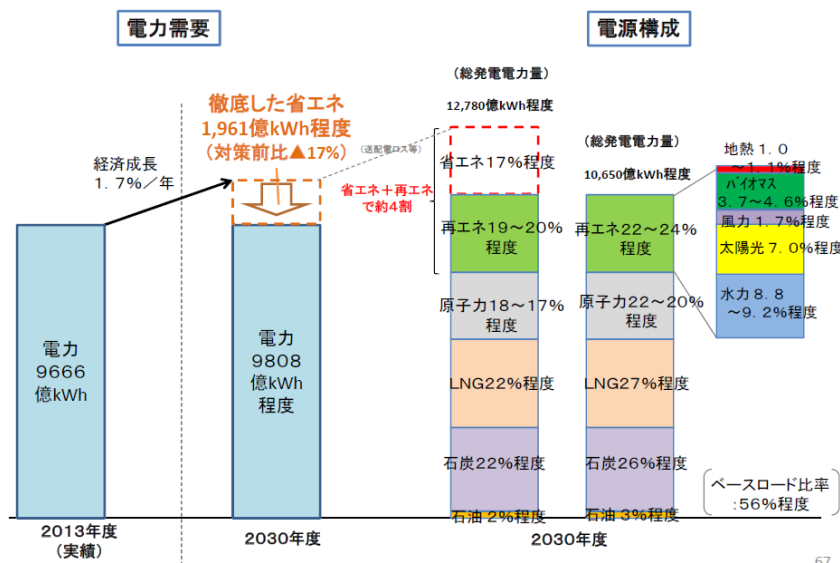 電力需要
電源構成
徹底した省エネ
1,961億kWh程度
（対策前比▲17%）
経済成長
１．７％／年
電力
９６６６
億kWh
電力
９８０８
億kWh
程度
2013年度
（実績）
2030年度
（総発電電力量）
12,780億kWh程度
（送配電ロス等）
省エネ＋再エネ
で約４割
省エネ１７％程度
再エネ１９～２０％
程度
原子力１８～１７％
程度
LNG２２％程度
石炭２２％程度
石油 ２％程度
（総発電電力量）
10,650億kWh程度
再エネ２２～２４％
程度
原子力２２～２０％
程度
LNG２７％程度
石炭２６％程度
石油 ３％程度
2030年度
地熱１．０
～１．１％程度
バイオマス
３．７～４．６％程度
風力１．７％程度
太陽光７．０％程度
水力８．８
～９．２％程度
ベースロード比率
：56％程度
67